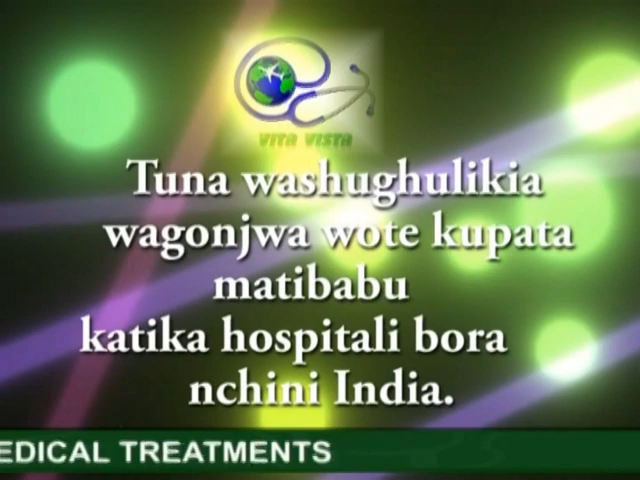 VITA VISTA
Tuna washughulikia
wagonjwa wote kupata
matibabu
katika hospitali bora
nchini India.
EDICAL TREATMENTS